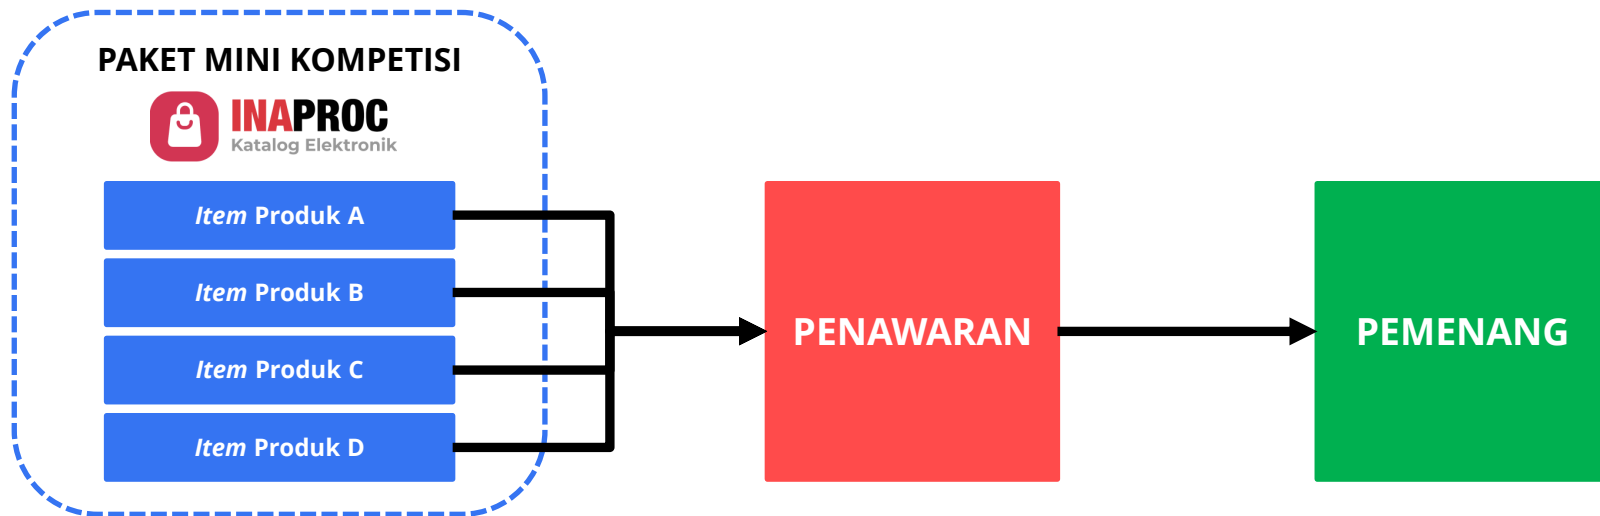 PAKET MINI KOMPETISI
INAPROC
Katalog Elektronik
Item Produk A
Item Produk B
Item Produk C
Item Produk D
PENAWARAN
PEMENANG